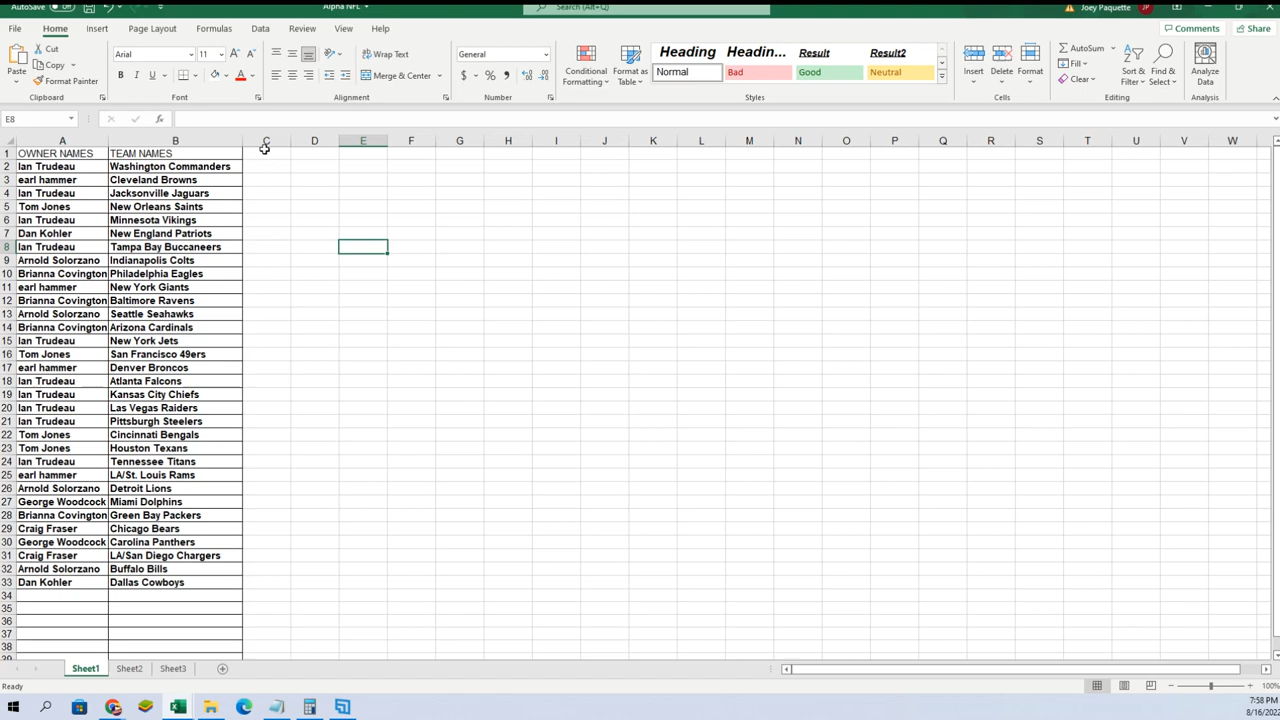 AutoSave Off Alpha NFL Search (Alt+Q) Joey Paquette JP
File Home Insert Page Layout Formulas Data Review View Help Comments Share
Paste Cut Copy Format Painter Clipboard
Arial 11 B I U A Font
Wrap Text Merge & Center Alignment
General $ % Number
Conditional Formatting Format as Table
Heading Headin... Result Result2
Normal Bad Good Neutral
Styles
Insert Delete Format Cells
AutoSum Fill Clear Sort & Filter Find & Select Editing
Analyze Data Analysis
E8 fx
A B C D E F G H I J K L M N O P Q R S T U V W
1 OWNER NAMES TEAM NAMES
2 Ian Trudeau Washington Commanders
3 earl hammer Cleveland Browns
4 Ian Trudeau Jacksonville Jaguars
5 Tom Jones New Orleans Saints
6 Ian Trudeau Minnesota Vikings
7 Dan Kohler New England Patriots
8 Ian Trudeau Tampa Bay Buccaneers
9 Arnold Solorzano Indianapolis Colts
10 Brianna Covington Philadelphia Eagles
11 earl hammer New York Giants
12 Brianna Covington Baltimore Ravens
13 Arnold Solorzano Seattle Seahawks
14 Brianna Covington Arizona Cardinals
15 Ian Trudeau New York Jets
16 Tom Jones San Francisco 49ers
17 earl hammer Denver Broncos
18 Ian Trudeau Atlanta Falcons
19 Ian Trudeau Kansas City Chiefs
20 Ian Trudeau Las Vegas Raiders
21 Ian Trudeau Pittsburgh Steelers
22 Tom Jones Cincinnati Bengals
23 Tom Jones Houston Texans
24 Ian Trudeau Tennessee Titans
25 earl hammer LA/St. Louis Rams
26 Arnold Solorzano Detroit Lions
27 George Woodcock Miami Dolphins
28 Brianna Covington Green Bay Packers
29 Craig Fraser Chicago Bears
30 George Woodcock Carolina Panthers
31 Craig Fraser LA/San Diego Chargers
32 Arnold Solorzano Buffalo Bills
33 Dan Kohler Dallas Cowboys
34
35
36
37
38
39
Sheet1 Sheet2 Sheet3
Ready 100%
7:58 PM
8/16/2022